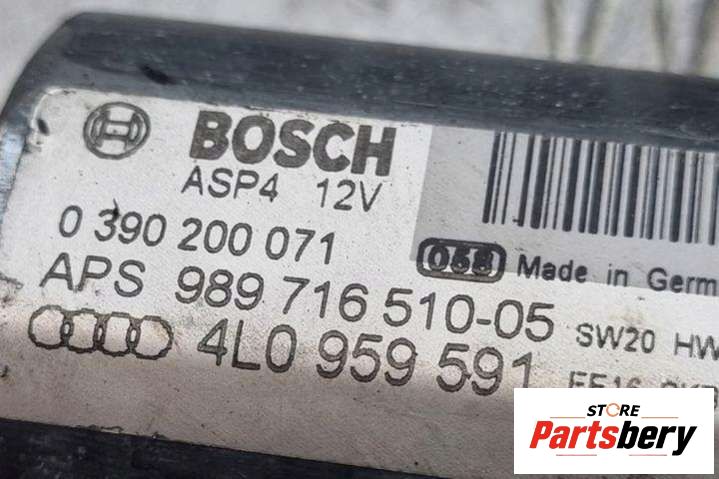 BOSCH
ASP4 12V
0 390 200 071
058 Made in Germ
APS 989 716 510-05 SW20 HW
4L0 959 591
STORE
Partsbery